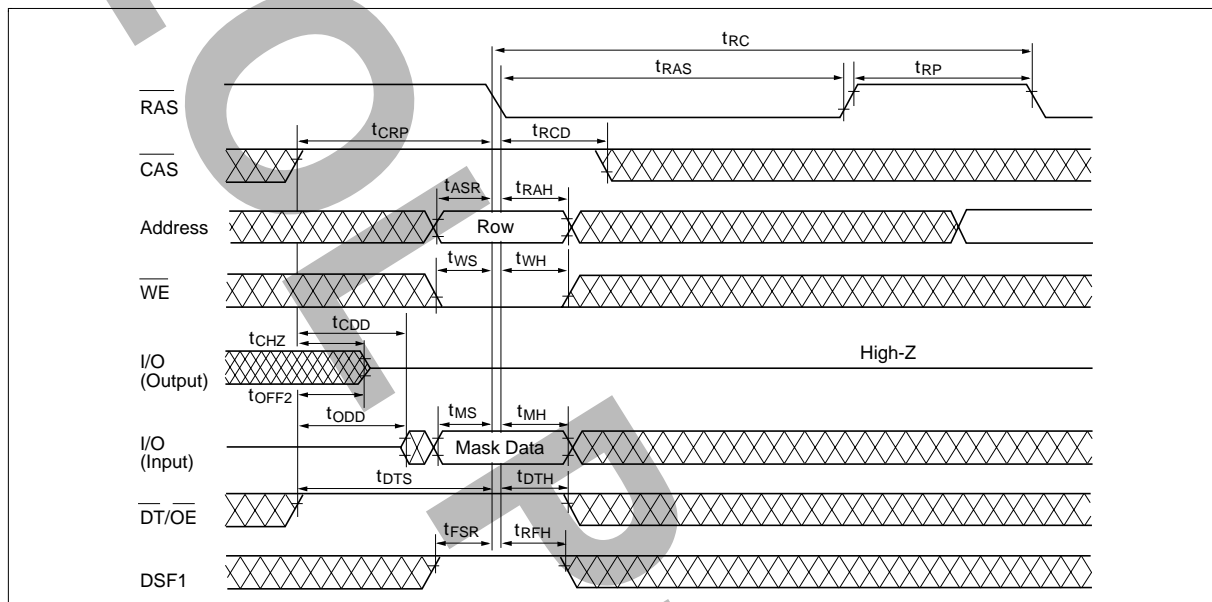 tRC
tRAS
tRP
RAS
tCRP
tRCD
CAS
tASR
tRAH
Address
Row
tWS
tWH
WE
tCDD
tCHZ
I/O
(Output)
High-Z
tOFF2
tODD
tMS
tMH
I/O
(Input)
Mask Data
tDTS
tDTH
DT/OE
tFSR
tRFH
DSF1